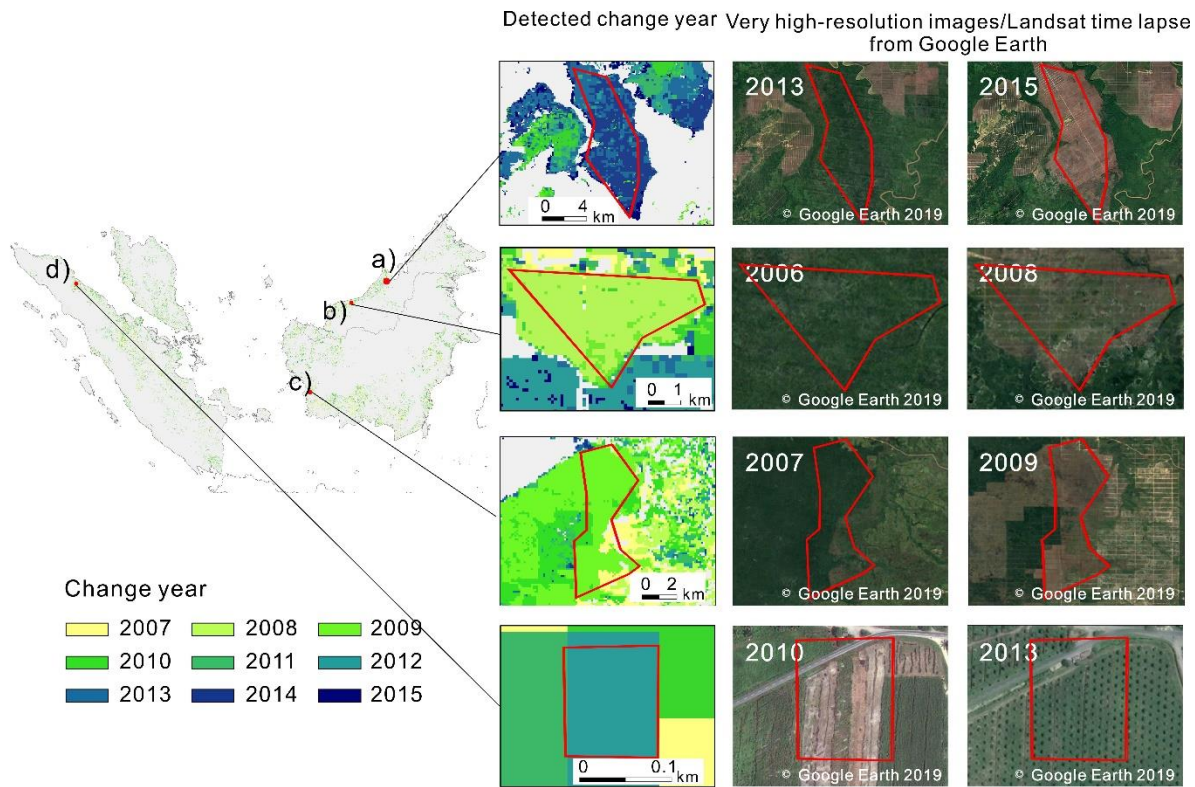 Detected change year
Very high-resolution images/Landsat time lapse
from Google Earth
2013
2015
0 4
km
© Google Earth 2019
© Google Earth 2019
d)
a)
b)
c)
2006
2008
0 1
km
© Google Earth 2019
© Google Earth 2019
2007
2009
0 2
km
© Google Earth 2019
© Google Earth 2019
Change year
2007 2008 2009
2010 2011 2012
2013 2014 2015
2010
2013
0 0.1
km
© Google Earth 2019
© Google Earth 2019